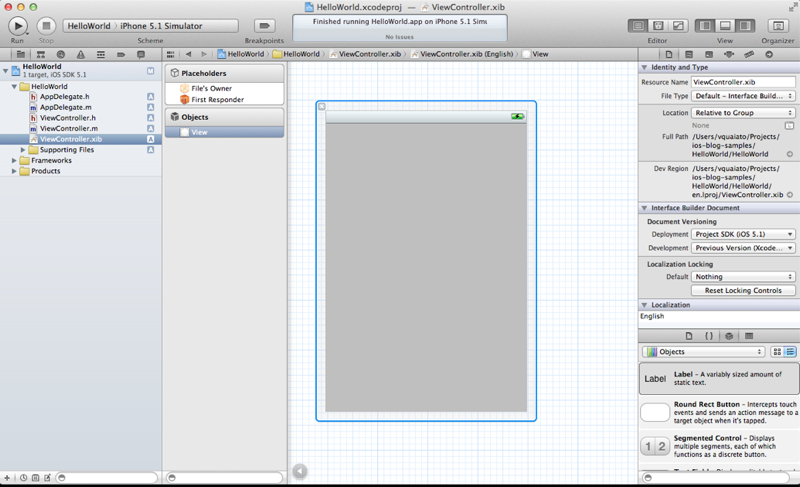 HelloWorld.xcodeproj — ViewController.xib
Run
Stop
HelloWorld
iPhone 5.1 Simulator
Scheme
Breakpoints
Finished running HelloWorld.app on iPhone 5.1 Simu
No Issues
Editor
View
Organizer
HelloWorld
1 target, iOS SDK 5.1
M
HelloWorld
AppDelegate.h
A
AppDelegate.m
A
ViewController.h
A
ViewController.m
A
ViewController.xib
A
Supporting Files
A
Frameworks
Products
HelloWorld
HelloWorld
ViewController.xib
ViewController.xib (English)
View
Placeholders
File's Owner
First Responder
Objects
View
Identity and Type
Resource Name ViewController.xib
File Type Default – Interface Build...
Location Relative to Group
None
Full Path /Users/vquaiato/Projects/
ios-blog-samples/
HelloWorld/HelloWorld
Dev Region /Users/vquaiato/Projects/
ios-blog-samples/
HelloWorld/HelloWorld/
en.lproj/ViewController.xib
Interface Builder Document
Document Versioning
Deployment Project SDK (iOS 5.1)
Development Previous Version (Xcode...
Localization Locking
Default Nothing
Reset Locking Controls
Localization
English
{ }
Objects
Label
Label – A variably sized amount of
static text.
Round Rect Button – Intercepts touch
events and sends an action message to a
target object when it's tapped.
1 2
Segmented Control – Displays
multiple segments, each of which
functions as a discrete button.